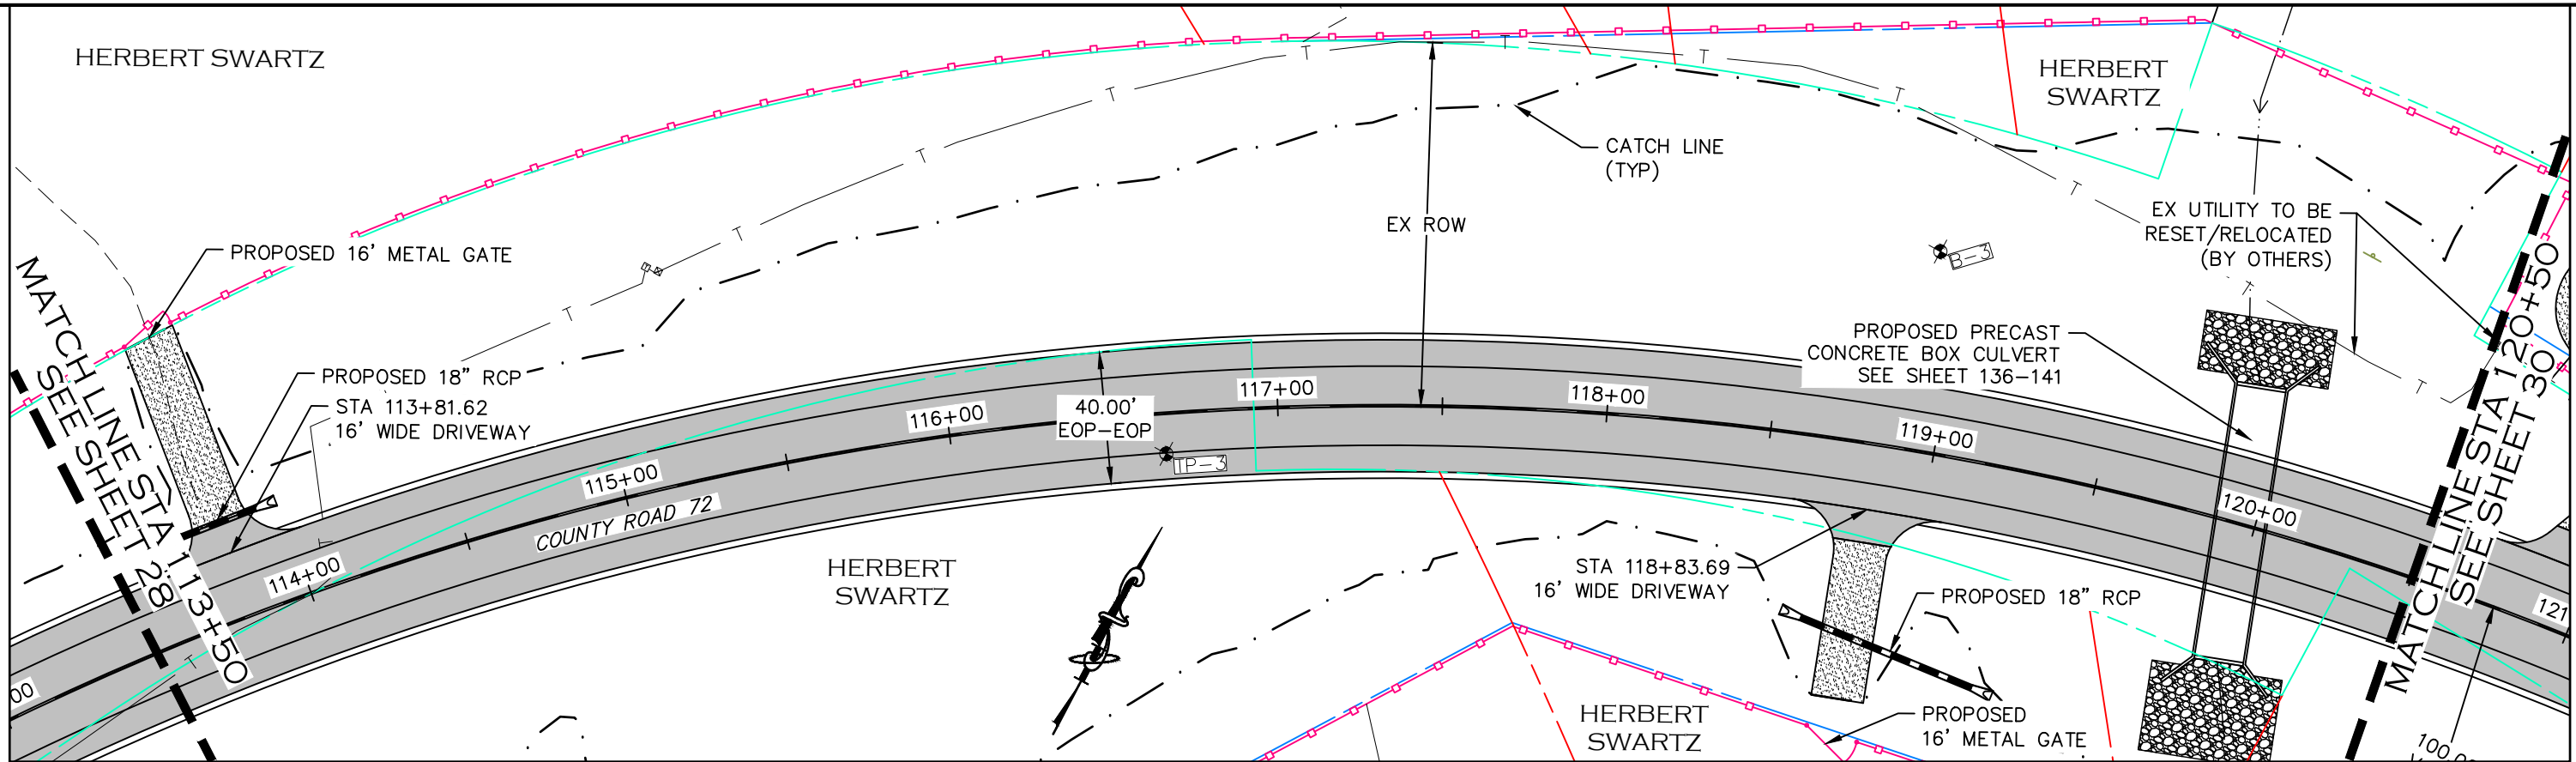 HERBERT SWARTZ
HERBERT
SWARTZ
CATCH LINE
(TYP)
EX ROW
PROPOSED 16' METAL GATE
EX UTILITY TO BE
RESET/RELOCATED
(BY OTHERS)
B-3
MATCH LINE STA 113+50
SEE SHEET 28
PROPOSED 18" RCP
STA 113+81.62
16' WIDE DRIVEWAY
PROPOSED PRECAST
CONCRETE BOX CULVERT
SEE SHEET 136-141
MATCH LINE STA 120+50
SEE SHEET 30
40.00'
EOP-EOP
TP-3
00
114+00
115+00
116+00
117+00
118+00
119+00
120+00
121
COUNTY ROAD 72
HERBERT
SWARTZ
STA 118+83.69
16' WIDE DRIVEWAY
PROPOSED 18" RCP
HERBERT
SWARTZ
PROPOSED
16' METAL GATE
T
T
T
T
T
T
T
T
T
T
T
T
T